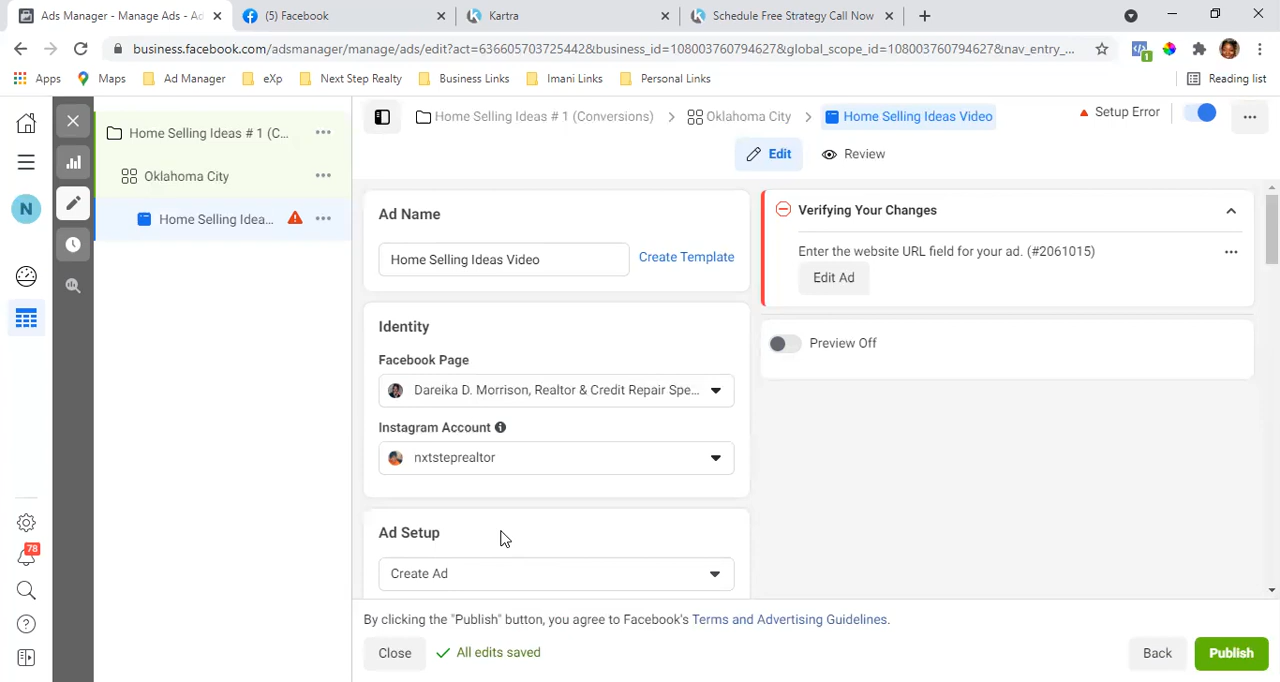 Ads Manager - Manage Ads - Ad
(5) Facebook
Kartra
Schedule Free Strategy Call Now
business.facebook.com/adsmanager/manage/ads/edit?act=636605703725442&business_id=108003760794627&global_scope_id=108003760794627&nav_entry_...
1
Apps
Maps
Ad Manager
eXp
Next Step Realty
Business Links
Imani Links
Personal Links
Reading list
Home Selling Ideas # 1 (C...
Oklahoma City
Home Selling Idea...
N
78
Home Selling Ideas # 1 (Conversions)
Oklahoma City
Home Selling Ideas Video
Setup Error
Edit
Review
Ad Name
Home Selling Ideas Video
Create Template
Identity
Facebook Page
Dareika D. Morrison, Realtor & Credit Repair Spe...
Instagram Account
nxtsteprealtor
Ad Setup
Create Ad
Verifying Your Changes
Enter the website URL field for your ad. (#2061015)
Edit Ad
Preview Off
By clicking the "Publish" button, you agree to Facebook's Terms and Advertising Guidelines.
Close
All edits saved
Back
Publish